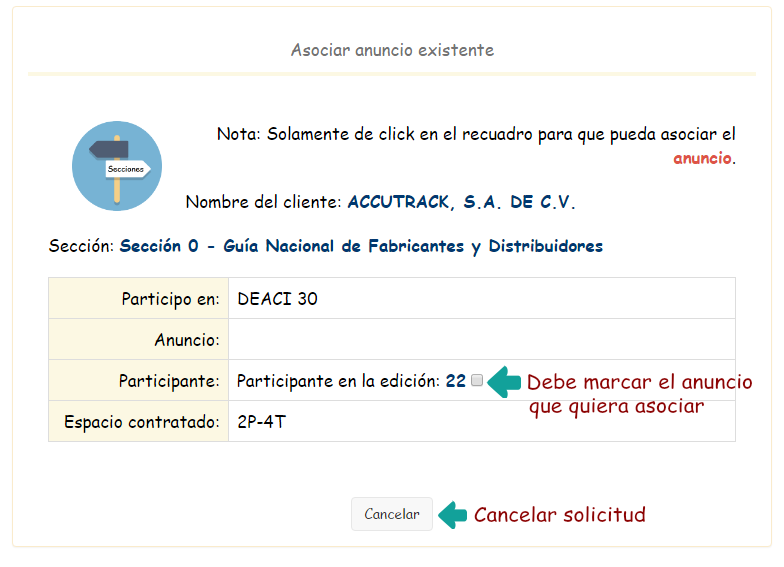 Asociar anuncio existente
Nota: Solamente de click en el recuadro para que pueda asociar el
anuncio.
Secciones
Nombre del cliente: ACCUTRACK, S.A. DE C.V.
Sección: Sección 0 - Guía Nacional de Fabricantes y Distribuidores
Participo en: DEACI 30
Anuncio:
Participante: Participante en la edición: 22 Debe marcar el anuncio
que quiera asociar
Espacio contratado: 2P-4T
Cancelar Cancelar solicitud